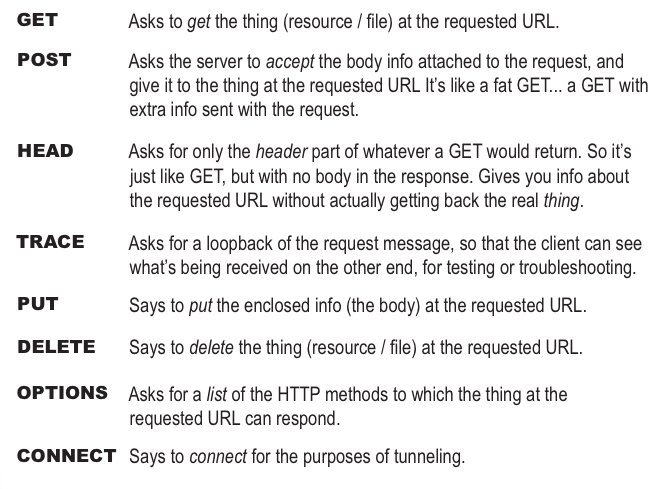 GET Asks to get the thing (resource / file) at the requested URL.
POST Asks the server to accept the body info attached to the request, and
give it to the thing at the requested URL It's like a fat GET... a GET with
extra info sent with the request.
HEAD Asks for only the header part of whatever a GET would return. So it's
just like GET, but with no body in the response. Gives you info about
the requested URL without actually getting back the real thing.
TRACE Asks for a loopback of the request message, so that the client can see
what's being received on the other end, for testing or troubleshooting.
PUT Says to put the enclosed info (the body) at the requested URL.
DELETE Says to delete the thing (resource / file) at the requested URL.
OPTIONS Asks for a list of the HTTP methods to which the thing at the
requested URL can respond.
CONNECT Says to connect for the purposes of tunneling.